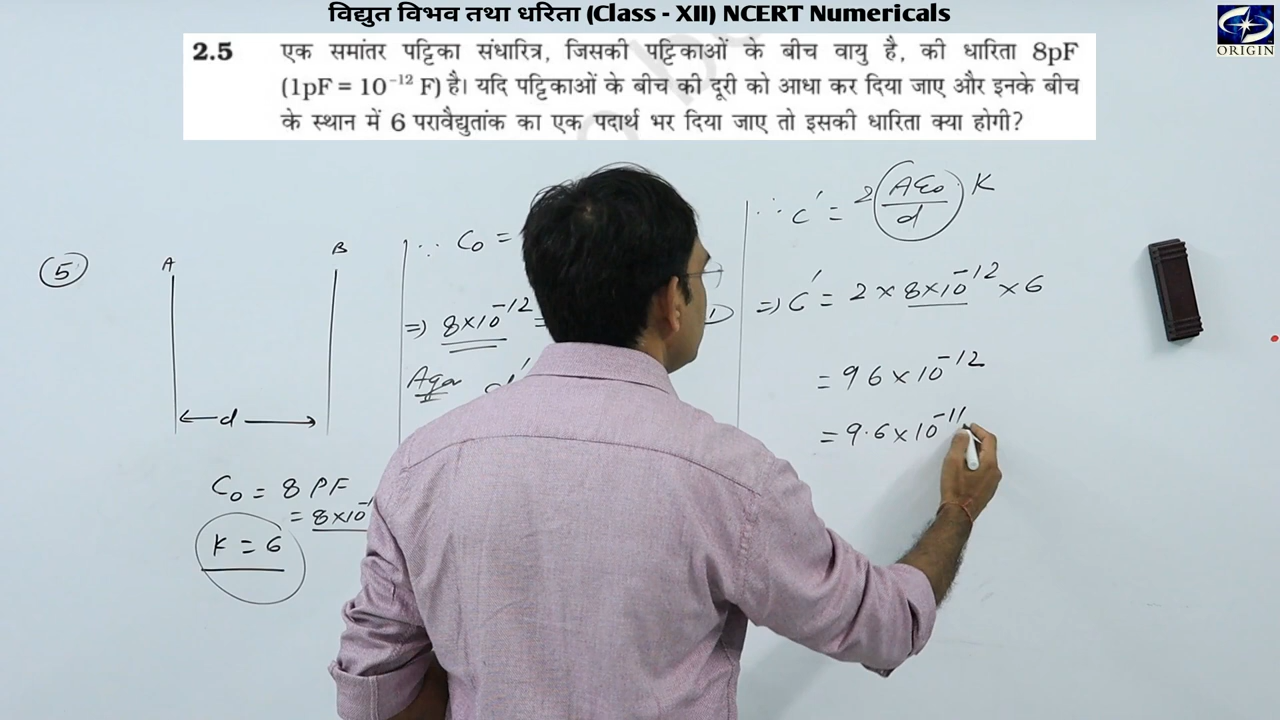 विद्युत विभव तथा धरिता (Class - XII) NCERT Numericals
ORIGIN
2.5 एक समांतर पट्टिका संधारित्र, जिसकी पट्टिकाओं के बीच वायु है, की धारिता 8pF
(1pF = 10⁻¹² F) है। यदि पट्टिकाओं के बीच की दूरी को आधा कर दिया जाए और इनके बीच
के स्थान में 6 परावैद्युतांक का एक पदार्थ भर दिया जाए तो इसकी धारिता क्या होगी?
5
A
B
d
C₀ = 8 PF
= 8×10⁻
K = 6
∵ C₀ =
⇒ 8×10⁻¹² =
d'
∴ C' = 2 (Aε₀/d) · K
⇒ C' = 2 × 8×10⁻¹² × 6
= 96 × 10⁻¹²
= 9.6 × 10⁻¹¹